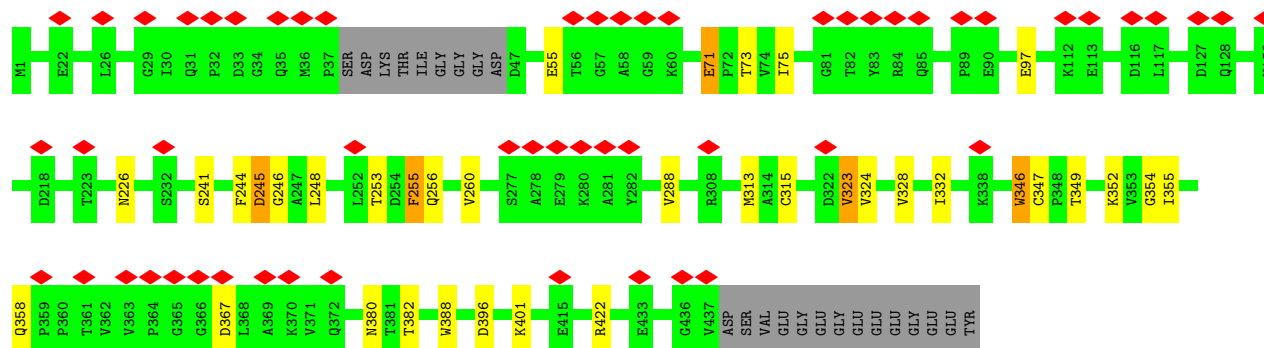 M1 E22 L26 G29 I30 Q31 P32 D33 G34 Q35 M36 P37 SER ASP LYS THR ILE GLY GLY GLY ASP D47 E55 T56 G57 A58 G59 K60 E71 P72 T73 V74 I75 G81 T82 Y83 R84 Q85 P89 E90 E97 K112 E113 D116 L117 D127 Q128
D218 T223 N226 S232 S241 F244 D245 G246 A247 L248 L252 T253 D254 F255 Q256 V260 S277 A278 E279 K280 A281 Y282 V288 R308 M313 A314 C315 D322 V323 V324 V328 I332 K338 W346 C347 P348 T349 K352 V353 G354 I355
Q358 P359 P360 T361 V362 V363 P364 G365 G366 D367 L368 A369 K370 V371 Q372 N380 T381 T382 W388 D396 K401 E415 R422 E433 G436 V437 ASP SER VAL GLU GLY GLU GLY GLU GLU GLU GLY GLU GLU TYR